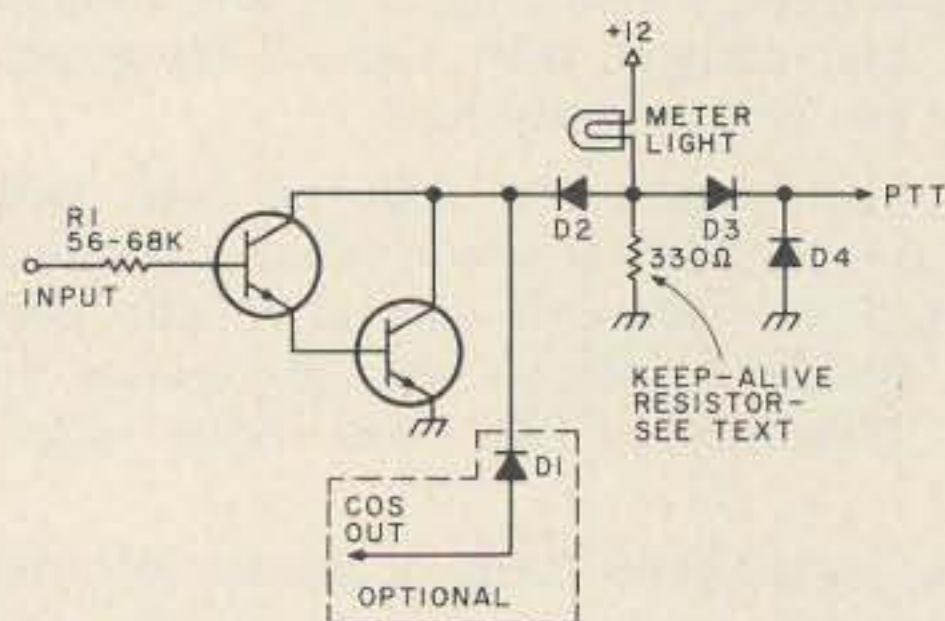 +12
METER
LIGHT
R1
56-68K
INPUT
D2
D3
PTT
330Ω
D4
KEEP-ALIVE
RESISTOR-
SEE TEXT
D1
COS
OUT
OPTIONAL